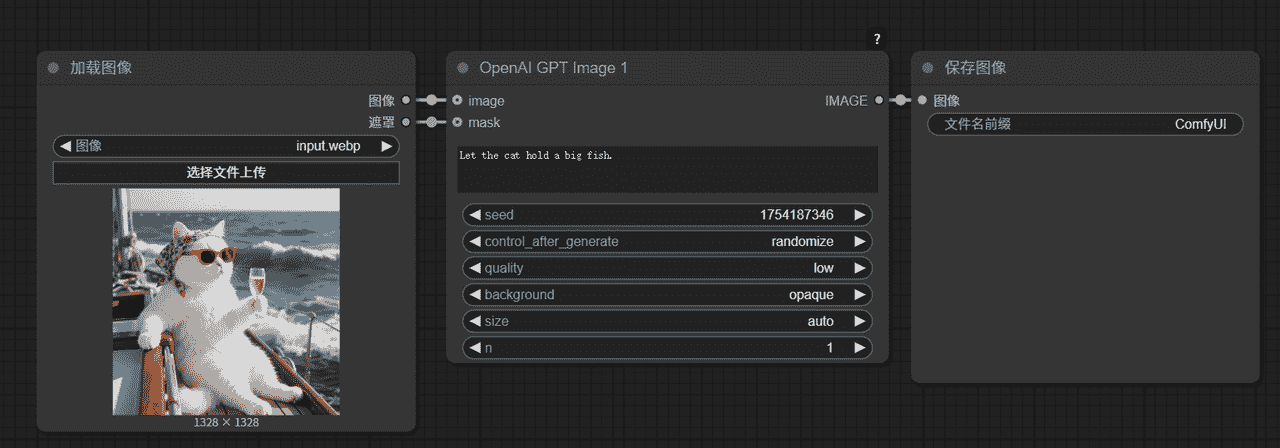 加载图像
图像
遮罩
图像 input.webp
选择文件上传
1328 × 1328
?
OpenAI GPT Image 1
image IMAGE
mask
Let the cat hold a big fish.
seed 1754187346
control_after_generate randomize
quality low
background opaque
size auto
n 1
保存图像
图像
文件名前缀 ComfyUI